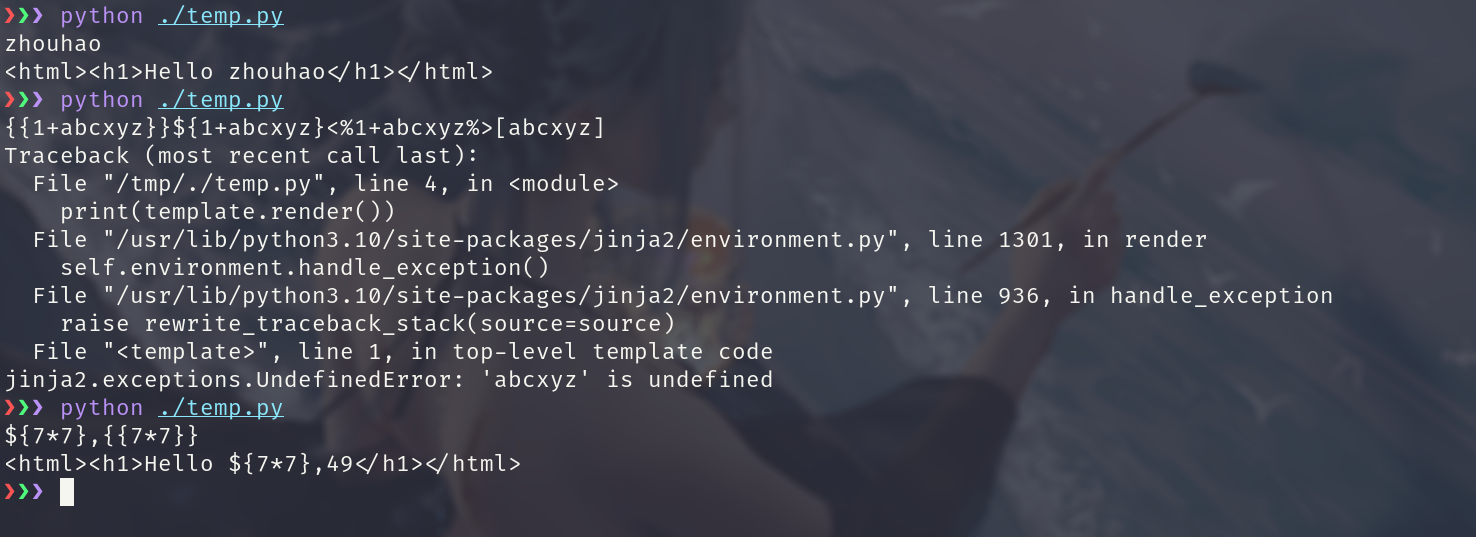 ❯❯❯ python ./temp.py
zhouhao
<html><h1>Hello zhouhao</h1></html>
❯❯❯ python ./temp.py
{{1+abcxyz}}${1+abcxyz}<%1+abcxyz%>[abcxyz]
Traceback (most recent call last):
  File "/tmp/./temp.py", line 4, in <module>
    print(template.render())
  File "/usr/lib/python3.10/site-packages/jinja2/environment.py", line 1301, in render
    self.environment.handle_exception()
  File "/usr/lib/python3.10/site-packages/jinja2/environment.py", line 936, in handle_exception
    raise rewrite_traceback_stack(source=source)
  File "<template>", line 1, in top-level template code
jinja2.exceptions.UndefinedError: 'abcxyz' is undefined
❯❯❯ python ./temp.py
${7*7},{{7*7}}
<html><h1>Hello ${7*7},49</h1></html>
❯❯❯